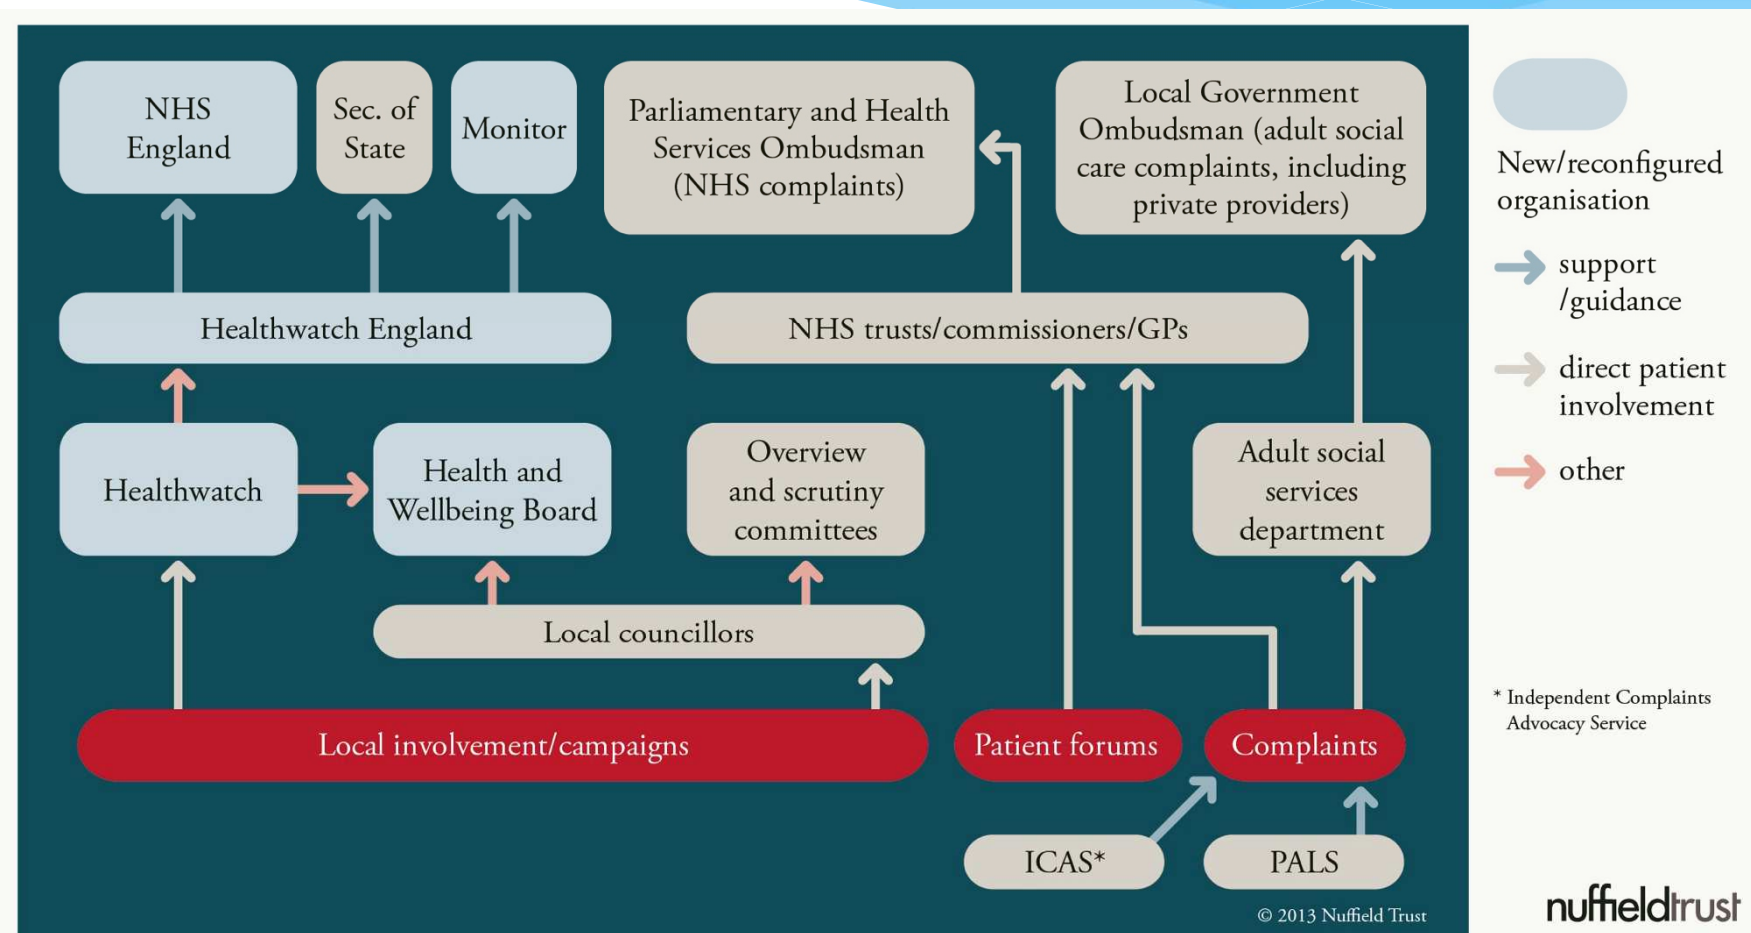 NHS
England
Sec. of
State
Monitor
Parliamentary and Health
Services Ombudsman
(NHS complaints)
Local Government
Ombudsman (adult social
care complaints, including
private providers)
Healthwatch England
NHS trusts/commissioners/GPs
Healthwatch
Health and
Wellbeing Board
Overview
and scrutiny
committees
Adult social
services
department
Local councillors
Local involvement/campaigns
Patient forums
Complaints
ICAS*
PALS
© 2013 Nuffield Trust
New/reconfigured
organisation
support
/guidance
direct patient
involvement
other
* Independent Complaints
Advocacy Service
nuffieldtrust